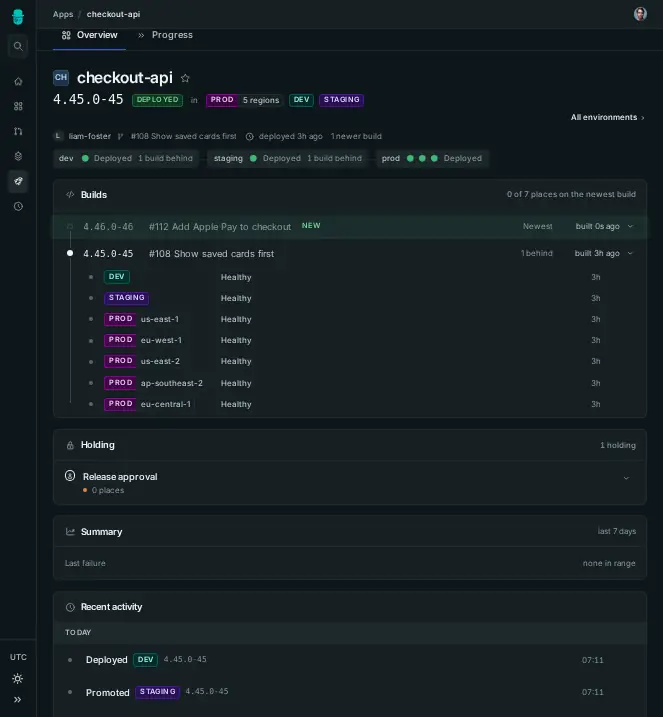 Apps / checkout-api
Overview » Progress
CH checkout-api
4.45.0-45 DEPLOYED in PROD 5 regions DEV STAGING
All environments ›
L liam-foster #108 Show saved cards first deployed 3h ago 1 newer build
dev Deployed 1 build behind staging Deployed 1 build behind prod Deployed
Builds 0 of 7 places on the newest build
4.46.0-46 #112 Add Apple Pay to checkout NEW Newest built 0s ago
4.45.0-45 #108 Show saved cards first 1 behind built 3h ago
DEV Healthy 3h
STAGING Healthy 3h
PROD us-east-1 Healthy 3h
PROD eu-west-1 Healthy 3h
PROD us-east-2 Healthy 3h
PROD ap-southeast-2 Healthy 3h
PROD eu-central-1 Healthy 3h
Holding 1 holding
Release approval
0 places
Summary last 7 days
Last failure none in range
Recent activity
TODAY
Deployed DEV 4.45.0-45 07:11
UTC
Promoted STAGING 4.45.0-45 07:11
»